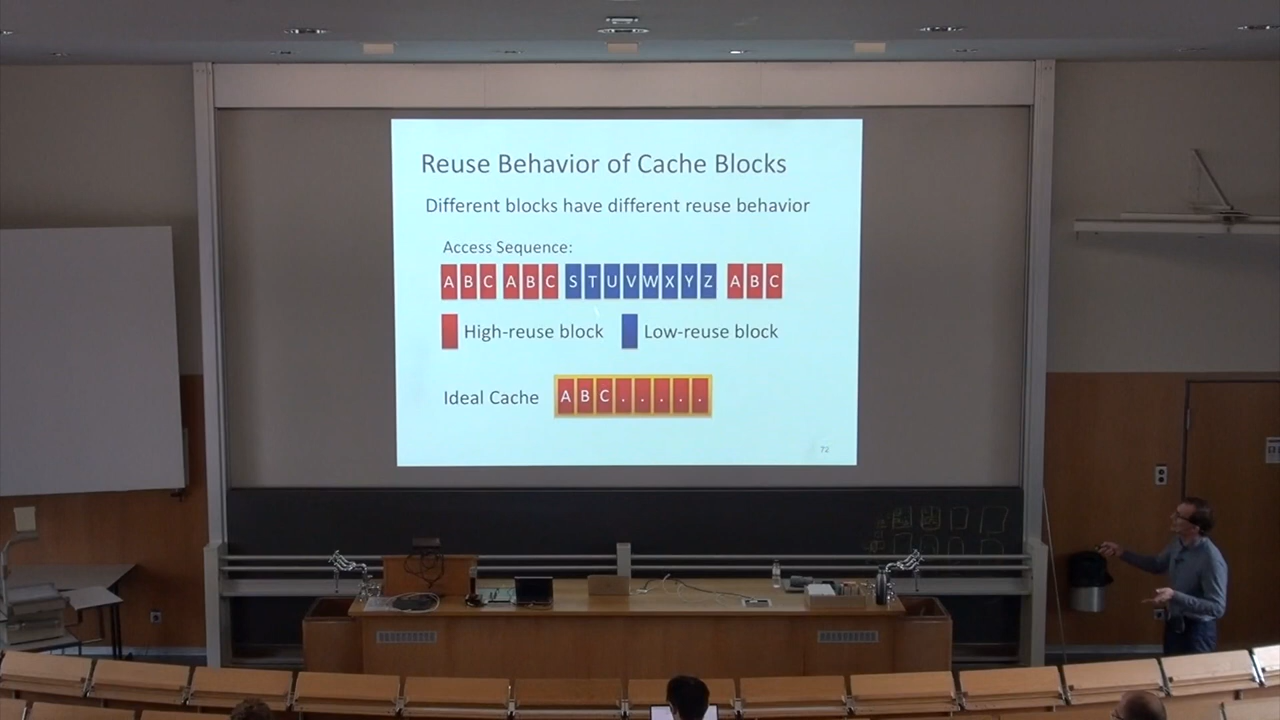 Reuse Behavior of Cache Blocks
Different blocks have different reuse behavior
Access Sequence:
A B C A B C S T U V W X Y Z A B C
High-reuse block Low-reuse block
Ideal Cache A B C . . . . .
72